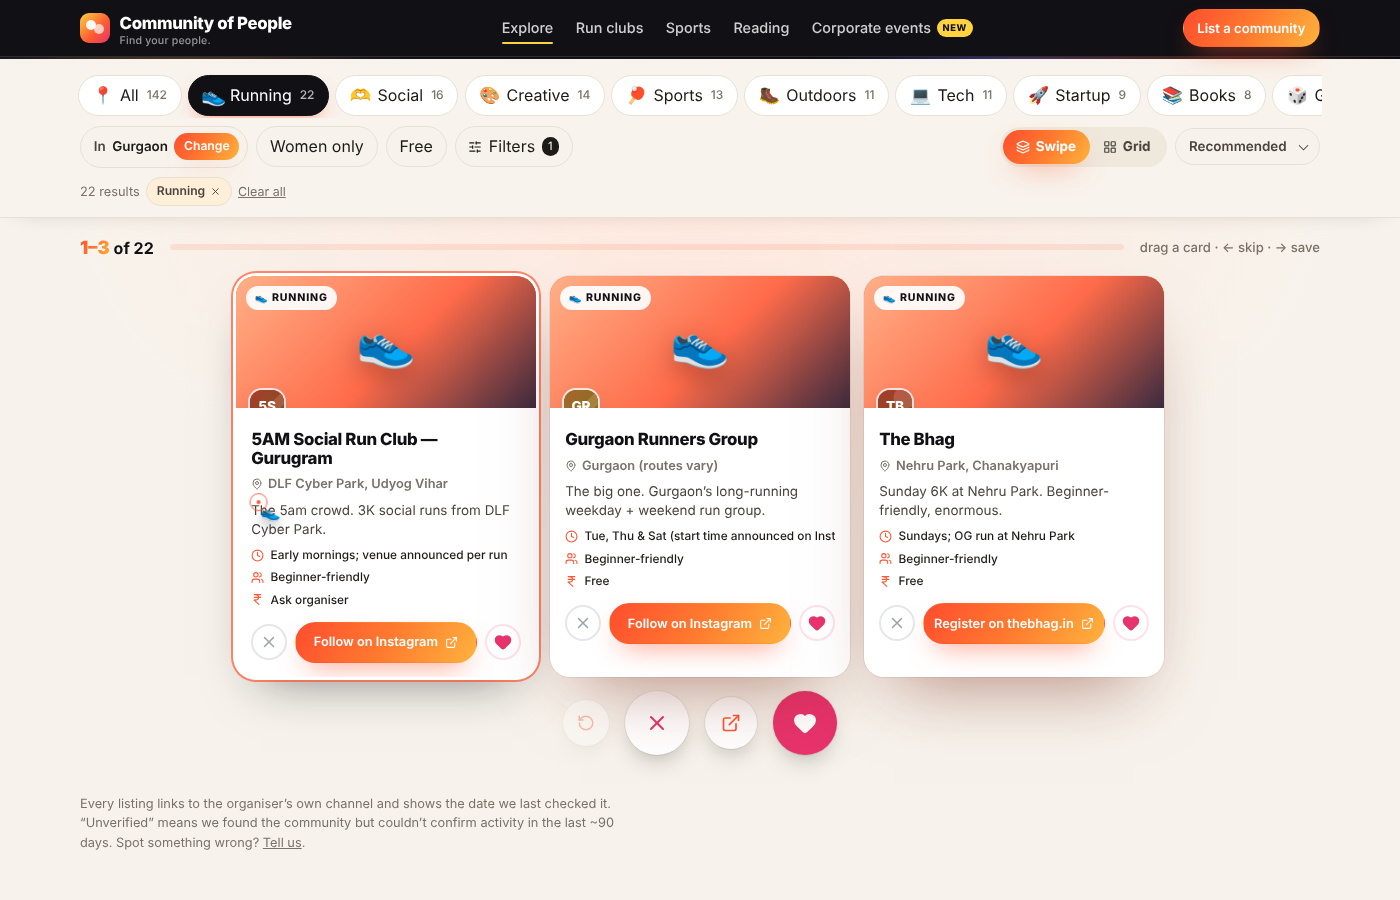 Community of People
Find your people.
Explore
Run clubs
Sports
Reading
Corporate events NEW
List a community
All 142
Running 22
Social 16
Creative 14
Sports 13
Outdoors 11
Tech 11
Startup 9
Books 8
In Gurgaon Change
Women only
Free
Filters 1
Swipe
Grid
Recommended
22 results
Running
Clear all
1–3 of 22
drag a card · ← skip · → save
RUNNING
5S
5AM Social Run Club —
Gurugram
DLF Cyber Park, Udyog Vihar
The 5am crowd. 3K social runs from DLF
Cyber Park.
Early mornings; venue announced per run
Beginner-friendly
₹ Ask organiser
Follow on Instagram
RUNNING
GR
Gurgaon Runners Group
Gurgaon (routes vary)
The big one. Gurgaon’s long-running
weekday + weekend run group.
Tue, Thu & Sat (start time announced on Inst
Beginner-friendly
₹ Free
Follow on Instagram
RUNNING
TB
The Bhag
Nehru Park, Chanakyapuri
Sunday 6K at Nehru Park. Beginner-
friendly, enormous.
Sundays; OG run at Nehru Park
Beginner-friendly
₹ Free
Register on thebhag.in
Every listing links to the organiser’s own channel and shows the date we last checked it.
“Unverified” means we found the community but couldn’t confirm activity in the last ~90
days. Spot something wrong? Tell us.